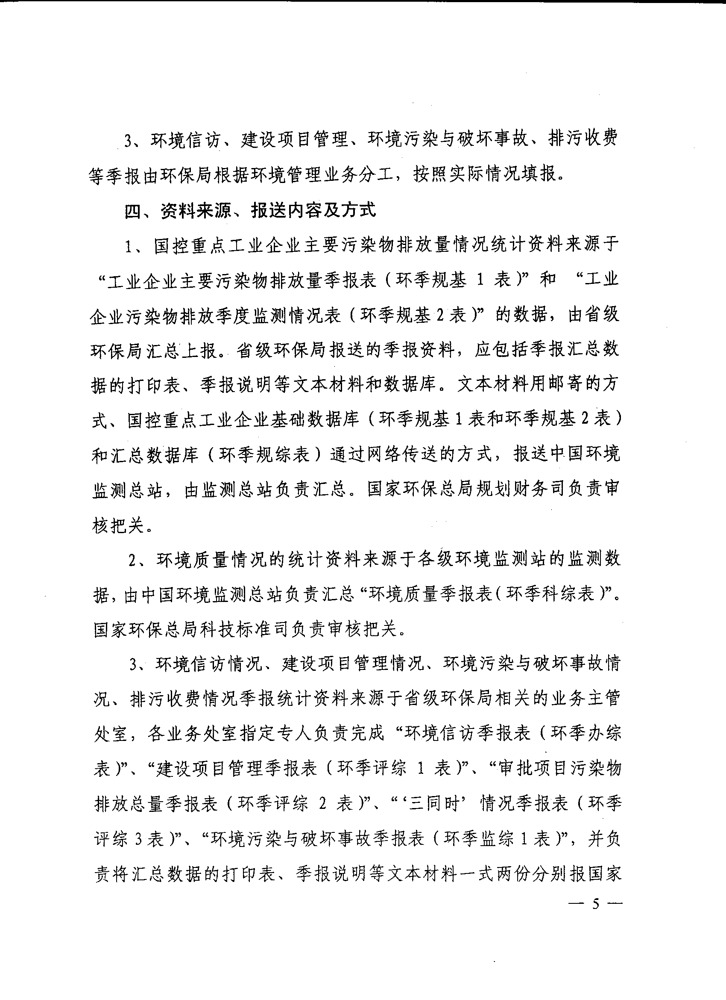 3、环境信访、建设项目管理、环境污染与破坏事故、排污收费
等季报由环保局根据环境管理业务分工，按照实际情况填报。
四、资料来源、报送内容及方式
1、国控重点工业企业主要污染物排放量情况统计资料来源于
“工业企业主要污染物排放量季报表（环季规基 1 表）”和 “工业
企业污染物排放季度监测情况表（环季规基2表）”的数据，由省级
环保局汇总上报。省级环保局报送的季报资料，应包括季报汇总数
据的打印表、季报说明等文本材料和数据库。文本材料用邮寄的方
式、国控重点工业企业基础数据库（环季规基1表和环季规基2表）
和汇总数据库（环季规综表）通过网络传送的方式，报送中国环境
监测总站，由监测总站负责汇总。国家环保总局规划财务司负责审
核把关。
2、环境质量情况的统计资料来源于各级环境监测站的监测数
据，由中国环境监测总站负责汇总“环境质量季报表（环季科综表）”。
国家环保总局科技标准司负责审核把关。
3、环境信访情况、建设项目管理情况、环境污染与破坏事故情
况、排污收费情况季报统计资料来源于省级环保局相关的业务主管
处室，各业务处室指定专人负责完成“环境信访季报表（环季办综
表）”、“建设项目管理季报表（环季评综 1 表）”、“审批项目污染物
排放总量季报表（环季评综 2 表）”、“‘三同时’情况季报表（环季
评综3表）”、“环境污染与破坏事故季报表（环季监综1表）”，并负
责将汇总数据的打印表、季报说明等文本材料一式两份分别报国家
— 5 —